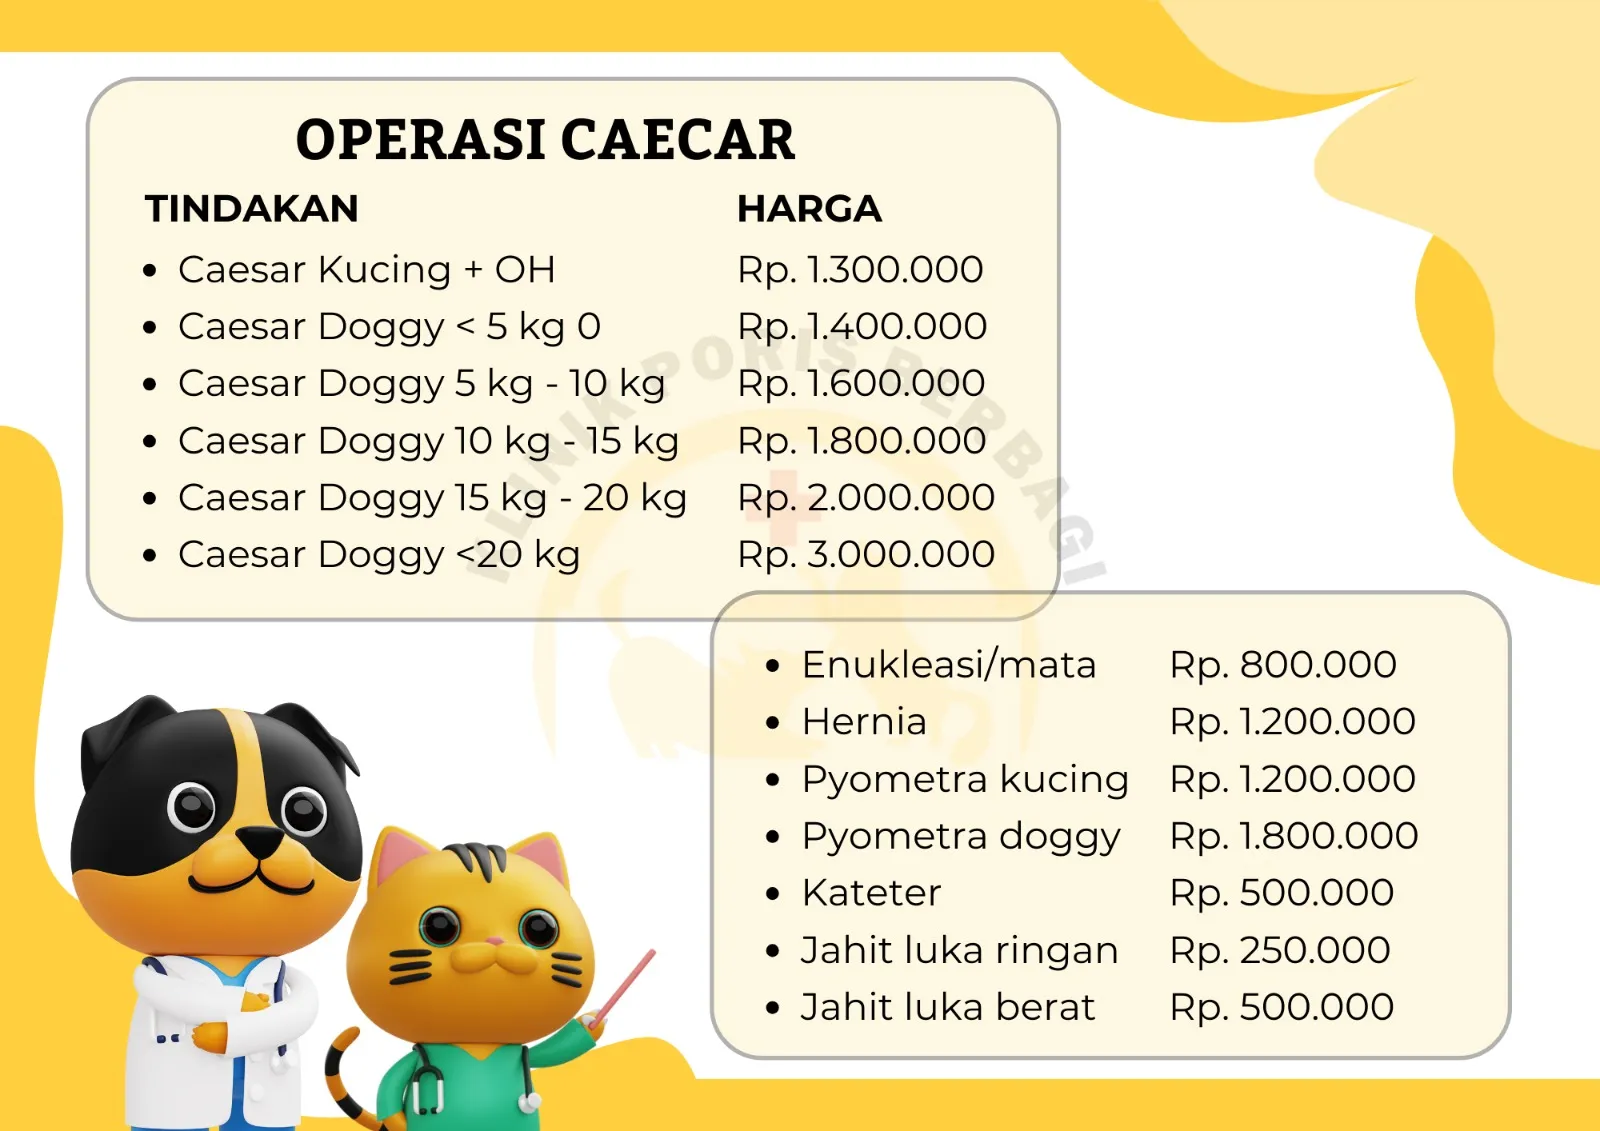 OPERASI CAECAR
TINDAKAN HARGA
• Caesar Kucing + OH Rp. 1.300.000
• Caesar Doggy < 5 kg 0 Rp. 1.400.000
• Caesar Doggy 5 kg - 10 kg Rp. 1.600.000
• Caesar Doggy 10 kg - 15 kg Rp. 1.800.000
• Caesar Doggy 15 kg - 20 kg Rp. 2.000.000
• Caesar Doggy <20 kg Rp. 3.000.000
KLINIK PORIS BERBAGI
• Enukleasi/mata Rp. 800.000
• Hernia Rp. 1.200.000
• Pyometra kucing Rp. 1.200.000
• Pyometra doggy Rp. 1.800.000
• Kateter Rp. 500.000
• Jahit luka ringan Rp. 250.000
• Jahit luka berat Rp. 500.000